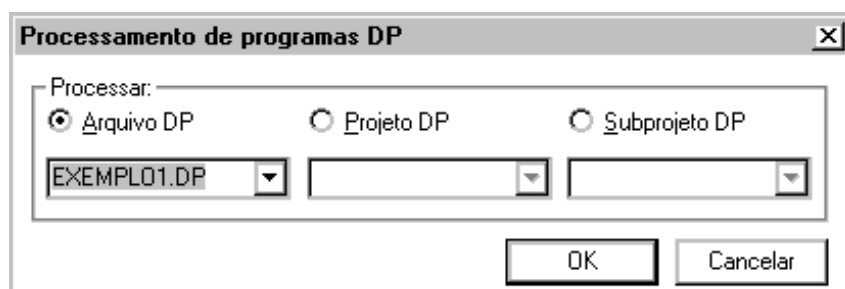 Processamento de programas DP
Processar:
Arquivo DP Projeto DP Subprojeto DP
EXEMPLO1.DP
OK Cancelar